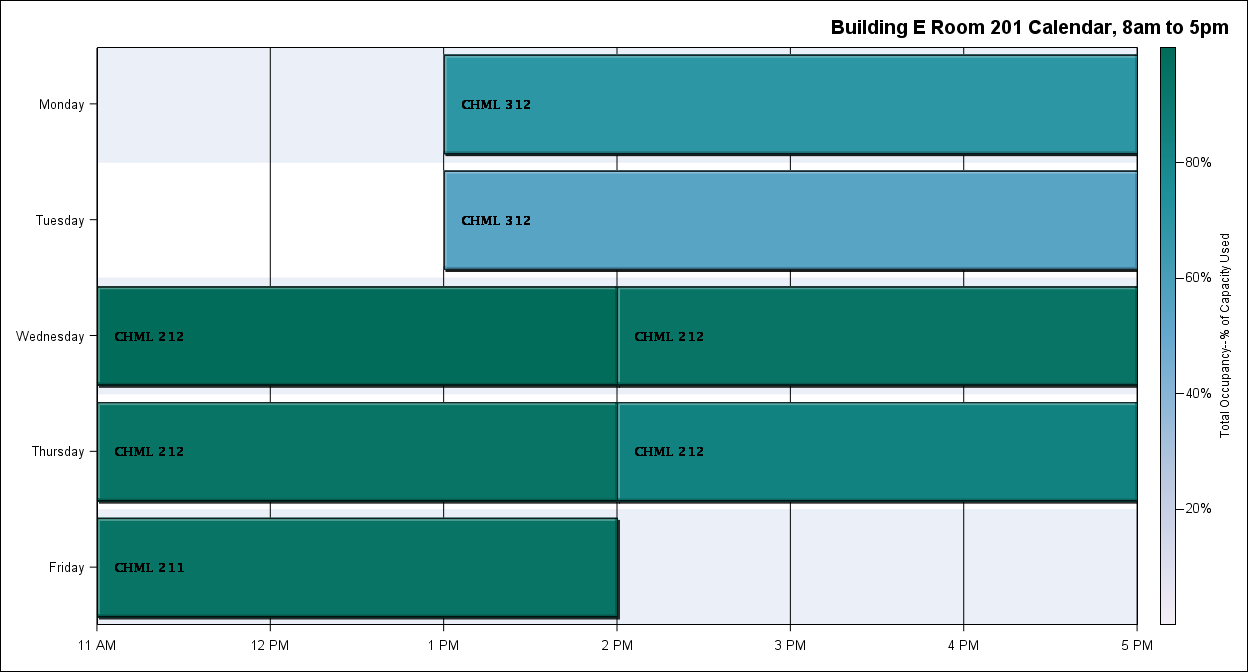 Building E Room 201 Calendar, 8am to 5pm
Monday
CHML 312
Tuesday
CHML 312
Wednesday
CHML 212
CHML 212
Thursday
CHML 212
CHML 212
Friday
CHML 211
11 AM
12 PM
1 PM
2 PM
3 PM
4 PM
5 PM
80%
60%
40%
20%
Total Occupancy--% of Capacity Used